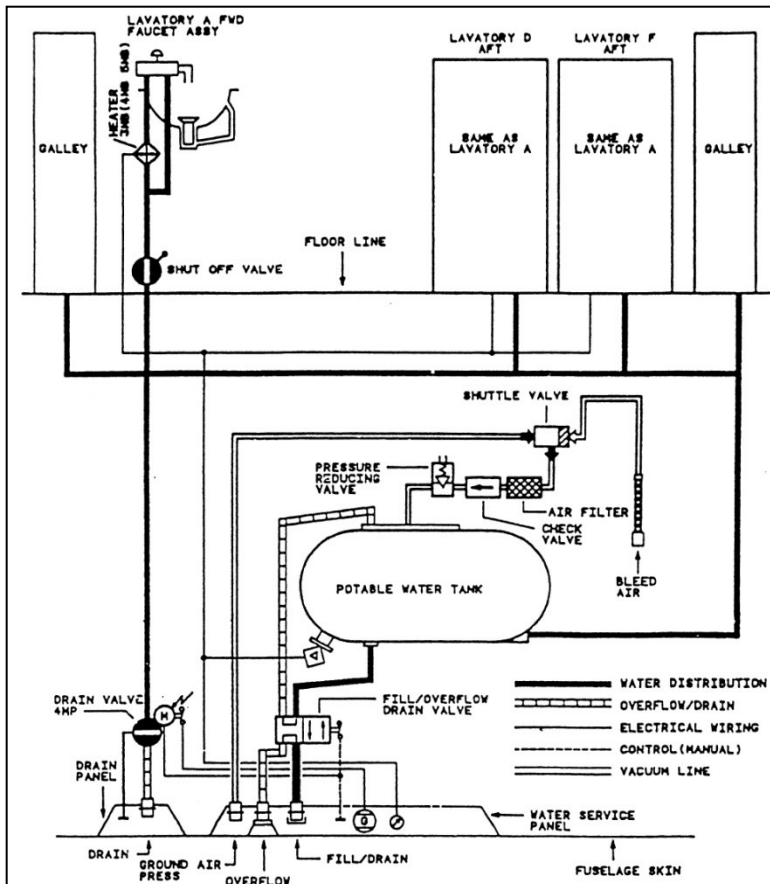 LAVATORY A FWD
FAUCET ASSY
LAVATORY D
AFT
LAVATORY F
AFT
HEATER
3MB(4MB 5MB)
GALLEY
SAME AS
LAVATORY A
SAME AS
LAVATORY A
GALLEY
FLOOR LINE
SHUT OFF VALVE
SHUTTLE VALVE
PRESSURE
REDUCING
VALVE
AIR FILTER
CHECK
VALVE
BLEED
AIR
POTABLE WATER TANK
WATER DISTRIBUTION
OVERFLOW/DRAIN
ELECTRICAL WIRING
CONTROL(MANUAL)
VACUUM LINE
FILL/OVERFLOW
DRAIN VALVE
DRAIN VALVE
4MP
M
DRAIN
PANEL
WATER SERVICE
PANEL
DRAIN
GROUND AIR
PRESS
OVERFLOW
FILL/DRAIN
FUSELAGE SKIN